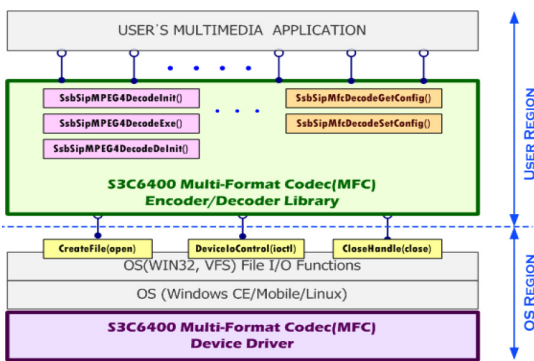 USER'S MULTIMEDIA APPLICATION
SsbSipMPEG4DecodeInit()
SsbSipMfcDecodeGetConfig()
SsbSipMPEG4DecodeExe()
SsbSipMfcDecodeSetConfig()
SsbSipMPEG4DecodeDeInit()
S3C6400 Multi-Format Codec(MFC)
Encoder/Decoder Library
USER REGION
CreateFile(open)
DeviceIoControl(ioctl)
CloseHandle(close)
OS(WIN32, VFS) File I/O Functions
OS (Windows CE/Mobile/Linux)
S3C6400 Multi-Format Codec(MFC)
Device Driver
OS REGION